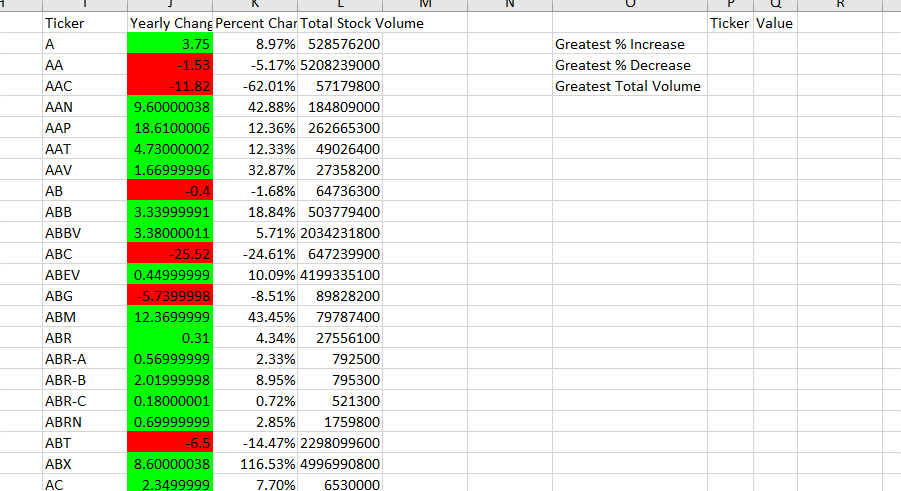 H I J K L M N O P Q R
Ticker Yearly Chang Percent Char Total Stock Volume Ticker Value
A 3.75 8.97% 528576200 Greatest % Increase
AA -1.53 -5.17% 5208239000 Greatest % Decrease
AAC -11.82 -62.01% 57179800 Greatest Total Volume
AAN 9.60000038 42.88% 184809000
AAP 18.6100006 12.36% 262665300
AAT 4.73000002 12.33% 49026400
AAV 1.66999996 32.87% 27358200
AB -0.4 -1.68% 64736300
ABB 3.33999991 18.84% 503779400
ABBV 3.38000011 5.71% 2034231800
ABC -25.52 -24.61% 647239900
ABEV 0.44999999 10.09% 4199335100
ABG -5.7399998 -8.51% 89828200
ABM 12.3699999 43.45% 79787400
ABR 0.31 4.34% 27556100
ABR-A 0.56999999 2.33% 792500
ABR-B 2.01999998 8.95% 795300
ABR-C 0.18000001 0.72% 521300
ABRN 0.69999999 2.85% 1759800
ABT -6.5 -14.47% 2298099600
ABX 8.60000038 116.53% 4996990800
AC 2.3499999 7.70% 6530000